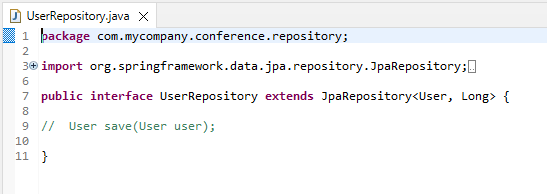 UserRepository.java
1 package com.mycompany.conference.repository;
2
3 import org.springframework.data.jpa.repository.JpaRepository;
6
7 public interface UserRepository extends JpaRepository<User, Long> {
8
9 //  User save(User user);
10
11 }